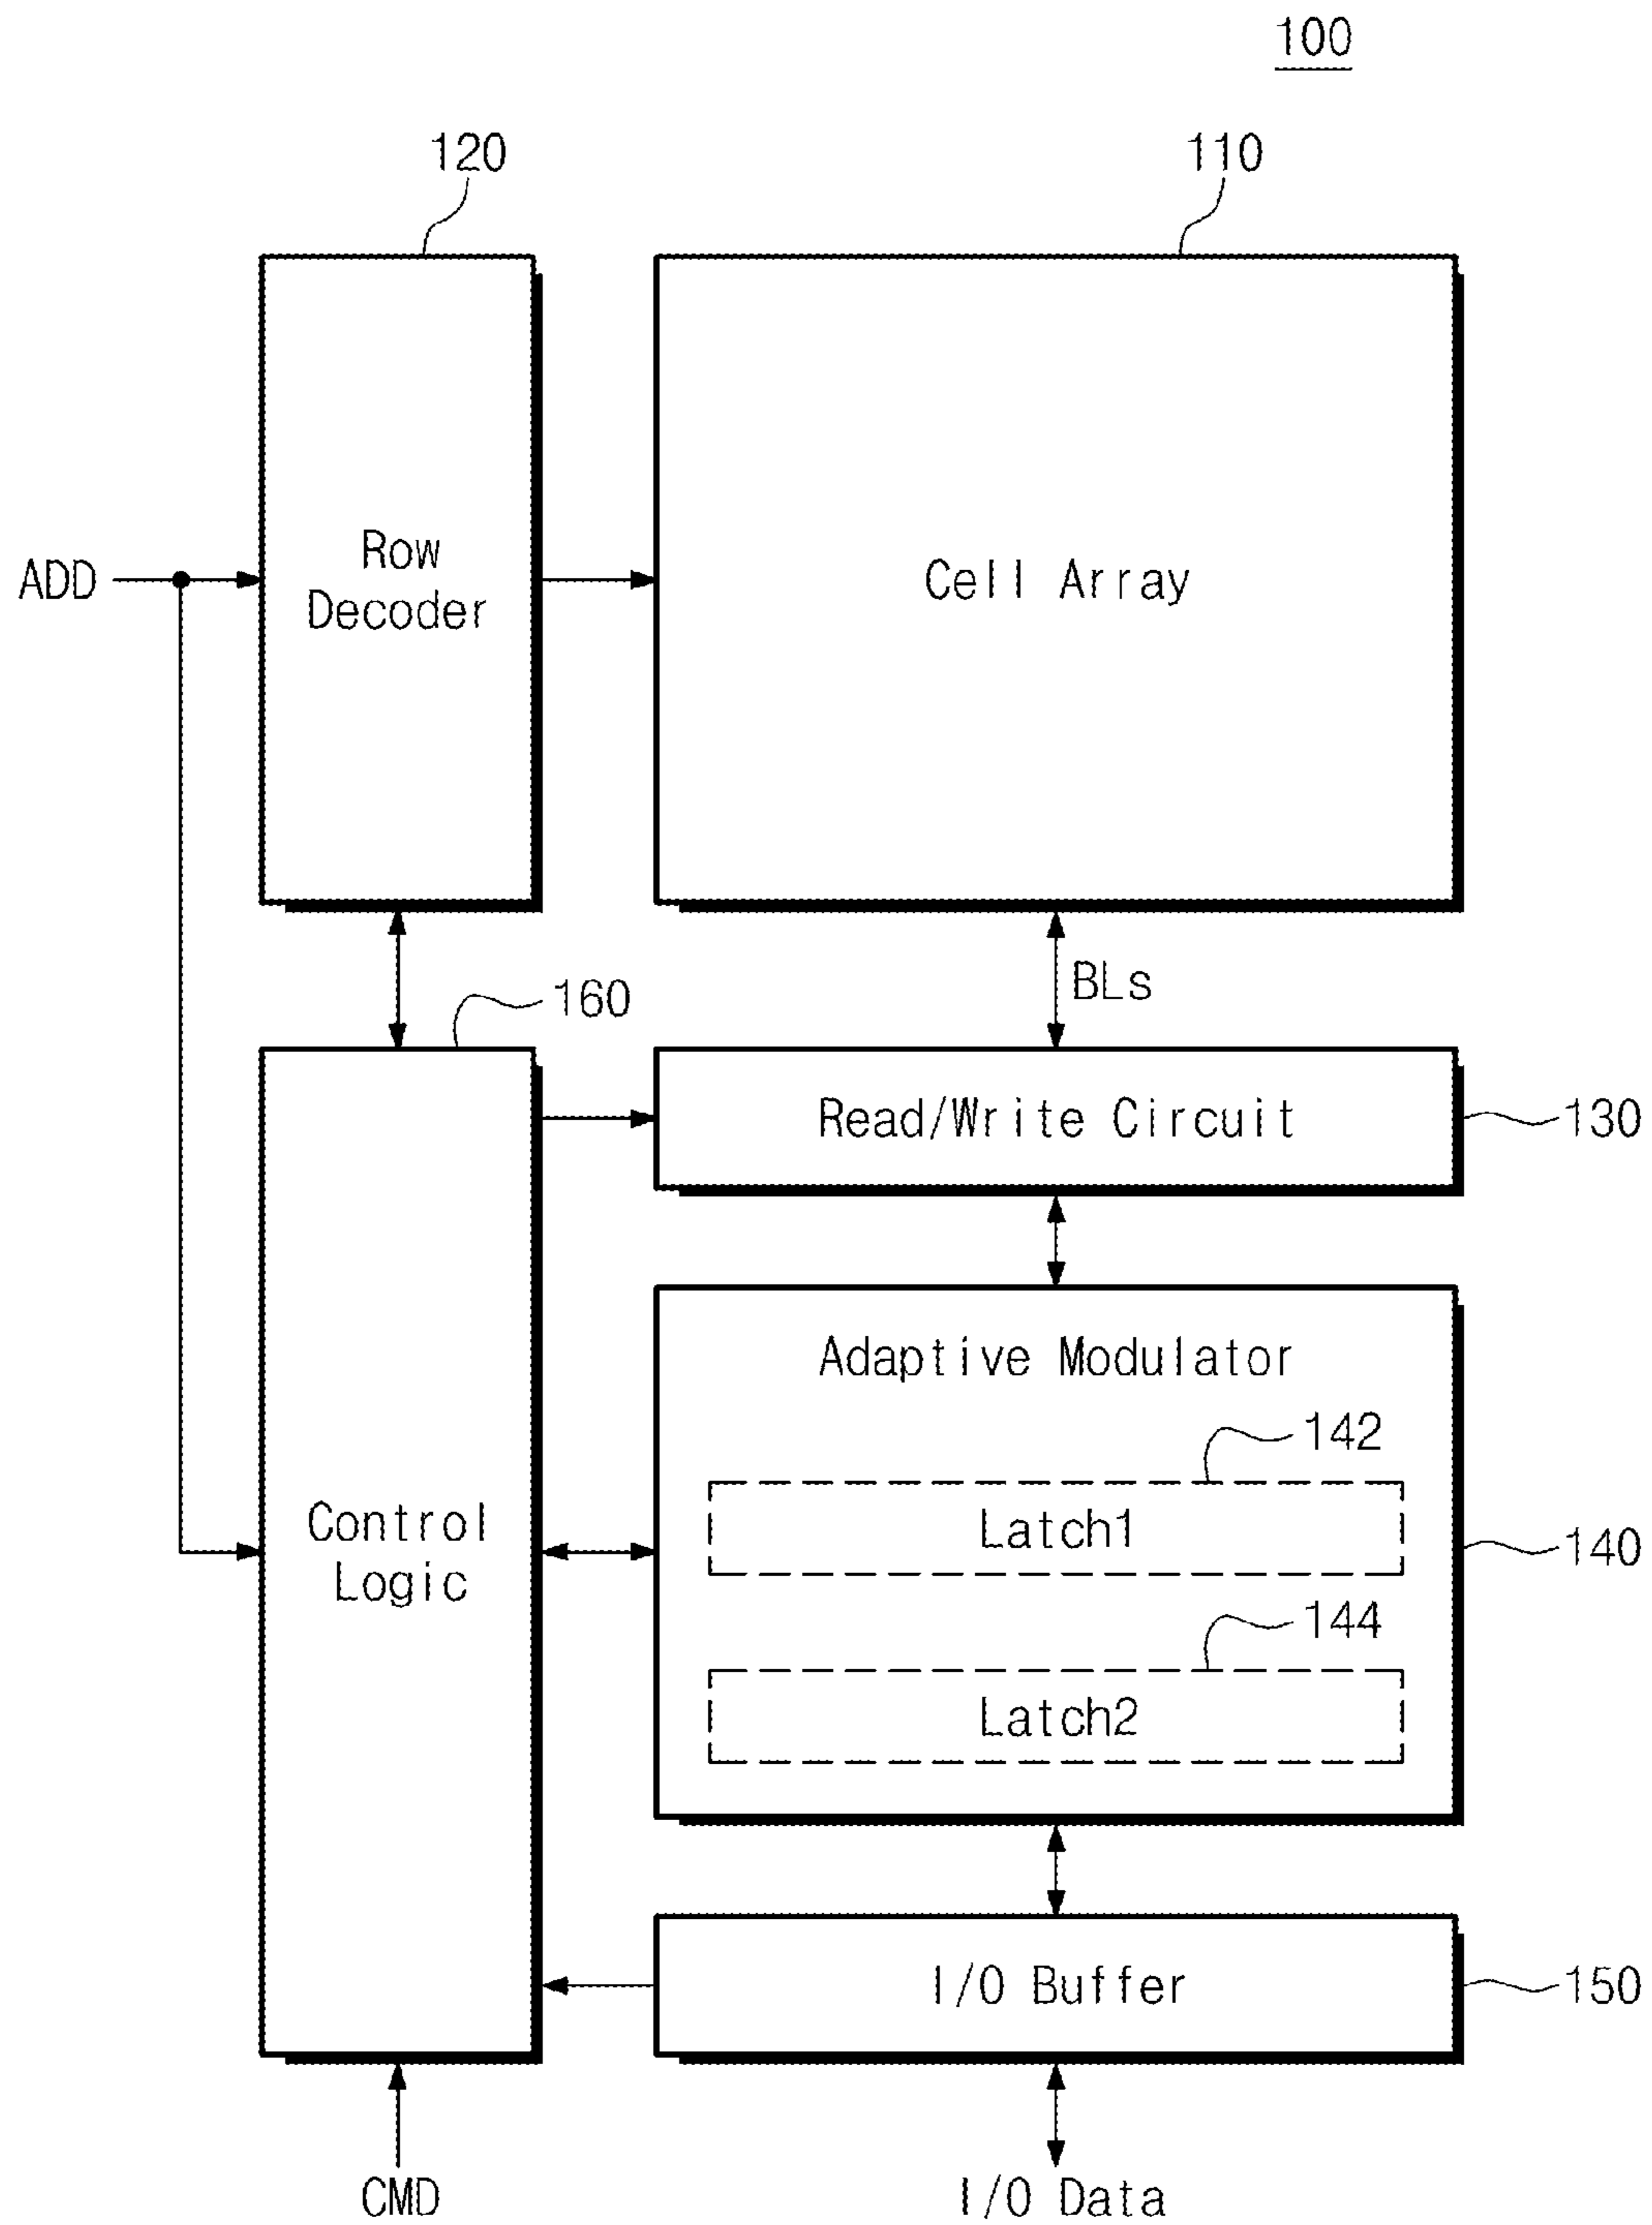 100
120
110
ADD
Row
Decoder
Cell Array
BLs
160
Read/Write Circuit
130
Adaptive Modulator
142
Latch1
Control
Logic
140
144
Latch2
I/O Buffer
150
CMD
I/O Data